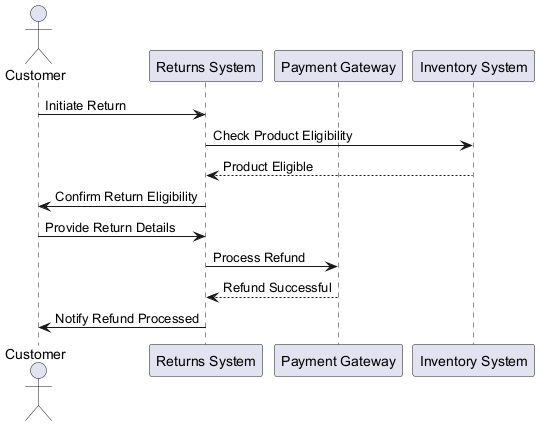 Customer
Returns System
Payment Gateway
Inventory System
Initiate Return
Check Product Eligibility
Product Eligible
Confirm Return Eligibility
Provide Return Details
Process Refund
Refund Successful
Notify Refund Processed
Customer
Returns System
Payment Gateway
Inventory System